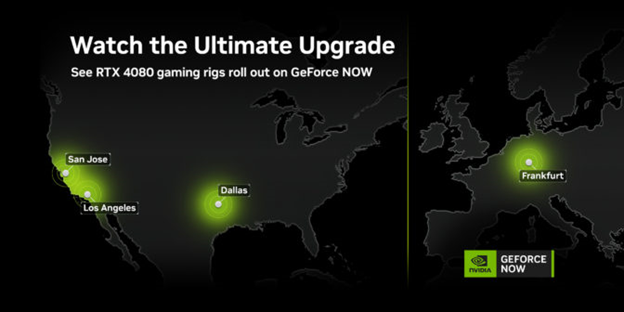 Watch the Ultimate Upgrade
See RTX 4080 gaming rigs roll out on GeForce NOW
San Jose
Los Angeles
Dallas
Frankfurt
NVIDIA
GEFORCE
NOW